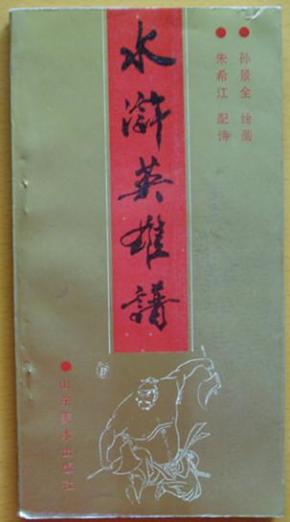 水浒英雄谱
孙景全 绘画
朱希江 配诗
山东美术出版社